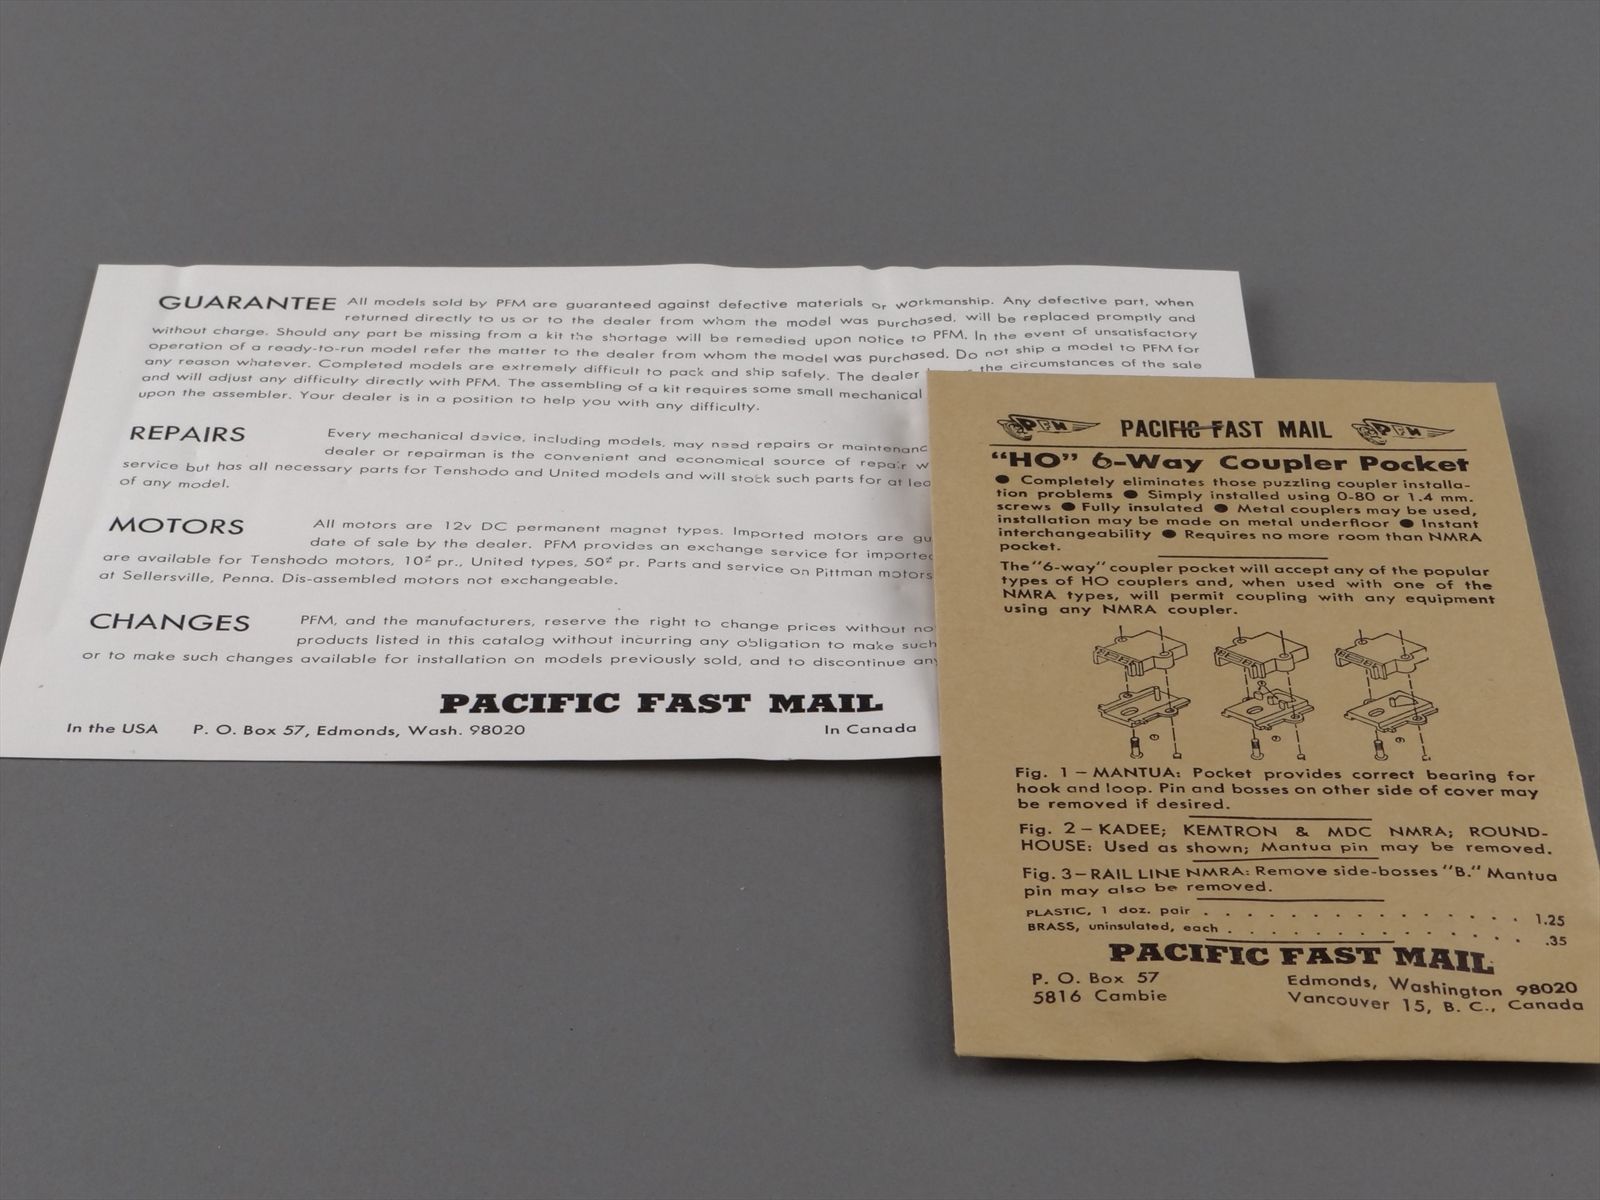 GUARANTEE All models sold by PFM are guaranteed against defective materials or workmanship. Any defective part, when
returned directly to us or to the dealer from whom the model was purchased, will be replaced promptly and
without charge. Should any part be missing from a kit the shortage will be remedied upon notice to PFM. In the event of unsatisfactory
operation of a ready-to-run model refer the matter to the dealer from whom the model was purchased. Do not ship a model to PFM for
any reason whatever. Completed models are extremely difficult to pack and ship safely. The dealer the circumstances of the sale
and will adjust any difficulty directly with PFM. The assembling of a kit requires some small mechanical
upon the assembler. Your dealer is in a position to help you with any difficulty.
REPAIRS Every mechanical device, including models, may need repairs or maintenanc
dealer or repairman is the convenient and economical source of repair w
service but has all necessary parts for Tenshodo and United models and will stock such parts for at lea
of any model.
MOTORS All motors are 12v DC permanent magnet types. Imported motors are gu
date of sale by the dealer. PFM provides an exchange service for importe
are available for Tenshodo motors, 10¢ pr., United types, 50¢ pr. Parts and service on Pittman motors
at Sellersville, Penna. Dis-assembled motors not exchangeable.
CHANGES PFM, and the manufacturers, reserve the right to change prices without no
products listed in this catalog without incurring any obligation to make such
or to make such changes available for installation on models previously sold, and to discontinue any
PACIFIC FAST MAIL
In the USA P. O. Box 57, Edmonds, Wash. 98020 In Canada
PFM PACIFIC FAST MAIL PFM
"HO" 6-Way Coupler Pocket
● Completely eliminates those puzzling coupler installa-
tion problems ● Simply installed using 0-80 or 1.4 mm.
screws ● Fully insulated ● Metal couplers may be used,
installation may be made on metal underfloor ● Instant
interchangeability ● Requires no more room than NMRA
pocket.
The "6-way" coupler pocket will accept any of the popular
types of HO couplers and, when used with one of the
NMRA types, will permit coupling with any equipment
using any NMRA coupler.
Fig. 1 – MANTUA: Pocket provides correct bearing for
hook and loop. Pin and bosses on other side of cover may
be removed if desired.
Fig. 2 – KADEE; KEMTRON & MDC NMRA; ROUND-
HOUSE: Used as shown; Mantua pin may be removed.
Fig. 3 – RAIL LINE NMRA: Remove side-bosses "B." Mantua
pin may also be removed.
PLASTIC, 1 doz. pair . . . . . . . . . . . . . . . 1.25
BRASS, uninsulated, each . . . . . . . . . . . . . . .35
PACIFIC FAST MAIL
P. O. Box 57 Edmonds, Washington 98020
5816 Cambie Vancouver 15, B. C., Canada